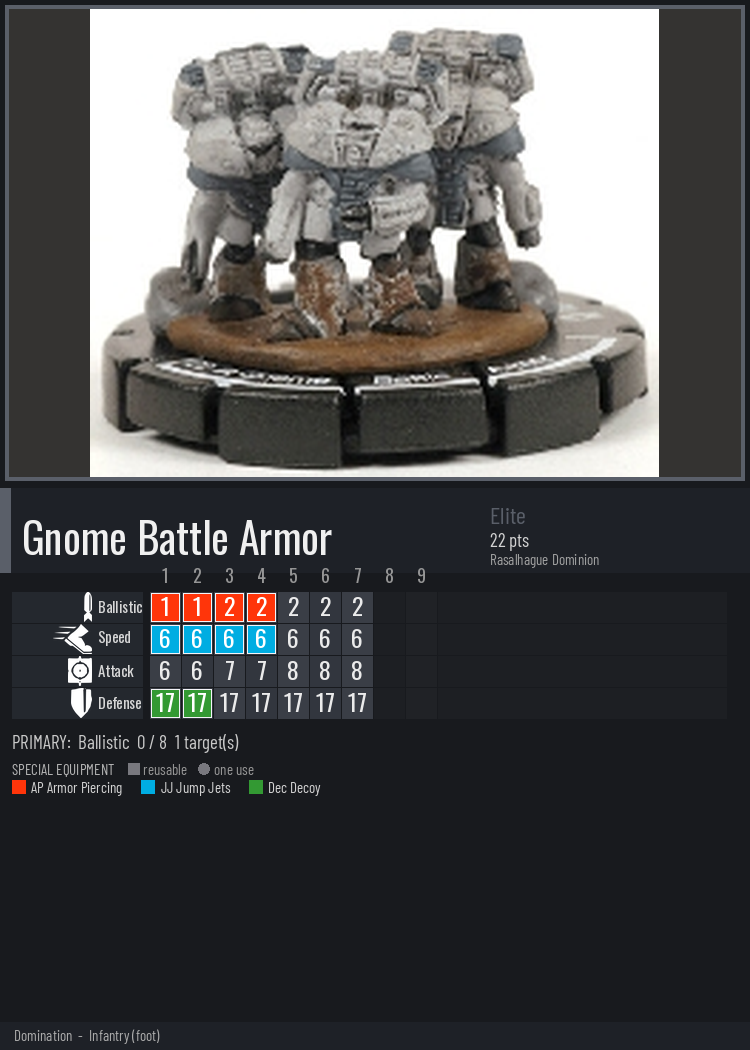 Gnome Battle Armor
Elite
22 pts
Rasalhague Dominion
1 2 3 4 5 6 7 8 9
Ballistic 1 1 2 2 2 2 2
Speed 6 6 6 6 6 6 6
Attack 6 6 7 7 8 8 8
Defense 17 17 17 17 17 17 17
PRIMARY: Ballistic 0 / 8 1 target(s)
SPECIAL EQUIPMENT reusable one use
AP Armor Piercing JJ Jump Jets Dec Decoy
Domination - Infantry (foot)